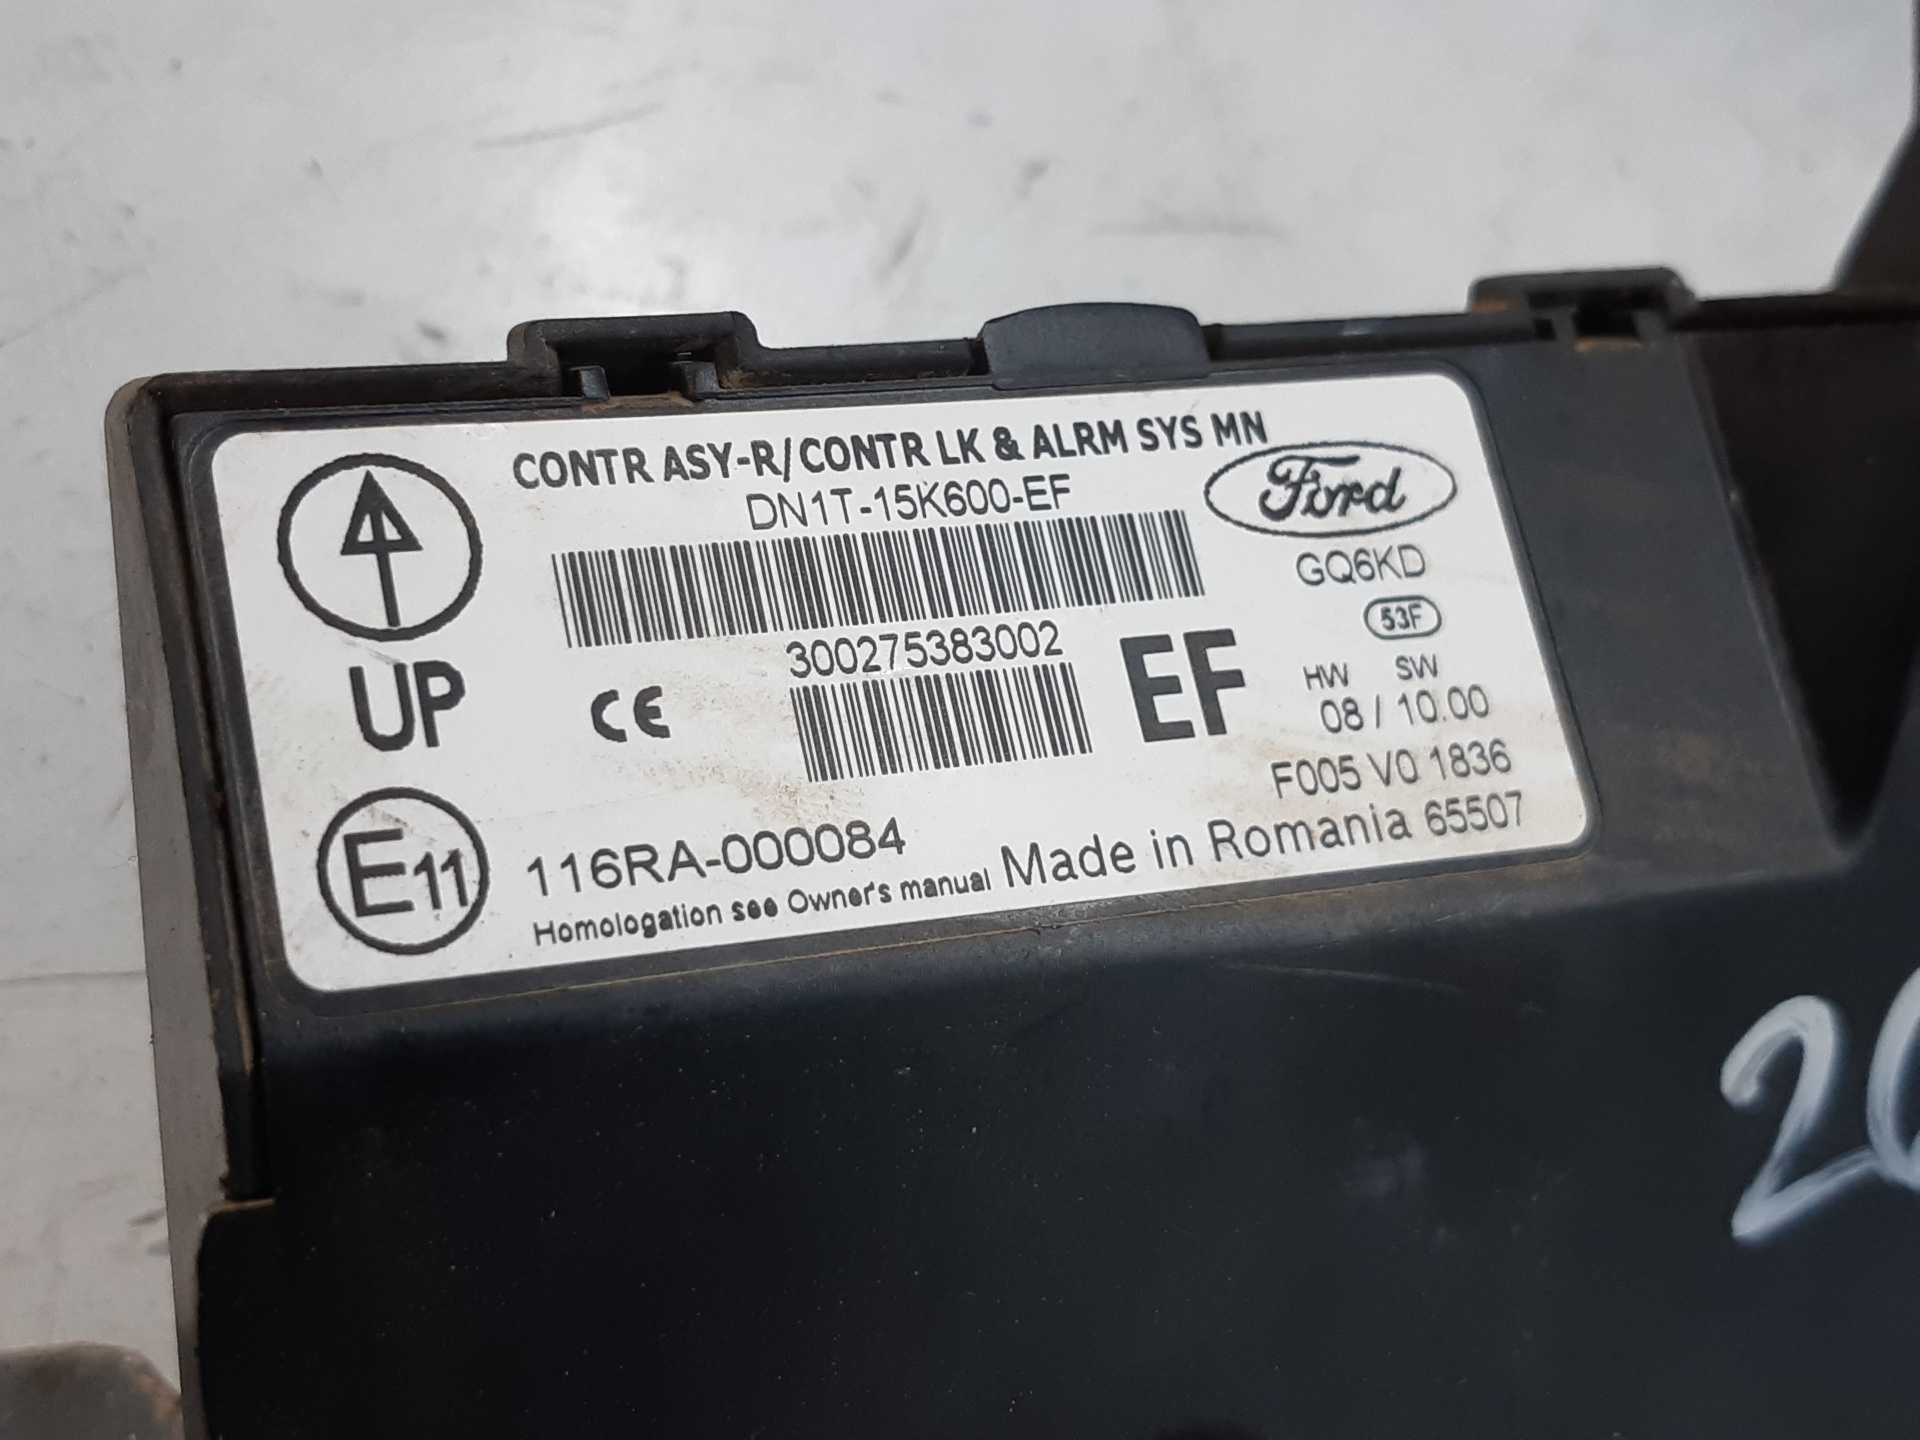 CONTR ASY-R/CONTR LK & ALRM SYS MN
DN1T-15K600-EF
Ford
GQ6KD
53F
300275383002
UP
CE
EF
HW SW
08 / 10.00
F005 V0 1836
E11
116RA-000084
Made in Romania 65507
Homologation see Owner's manual